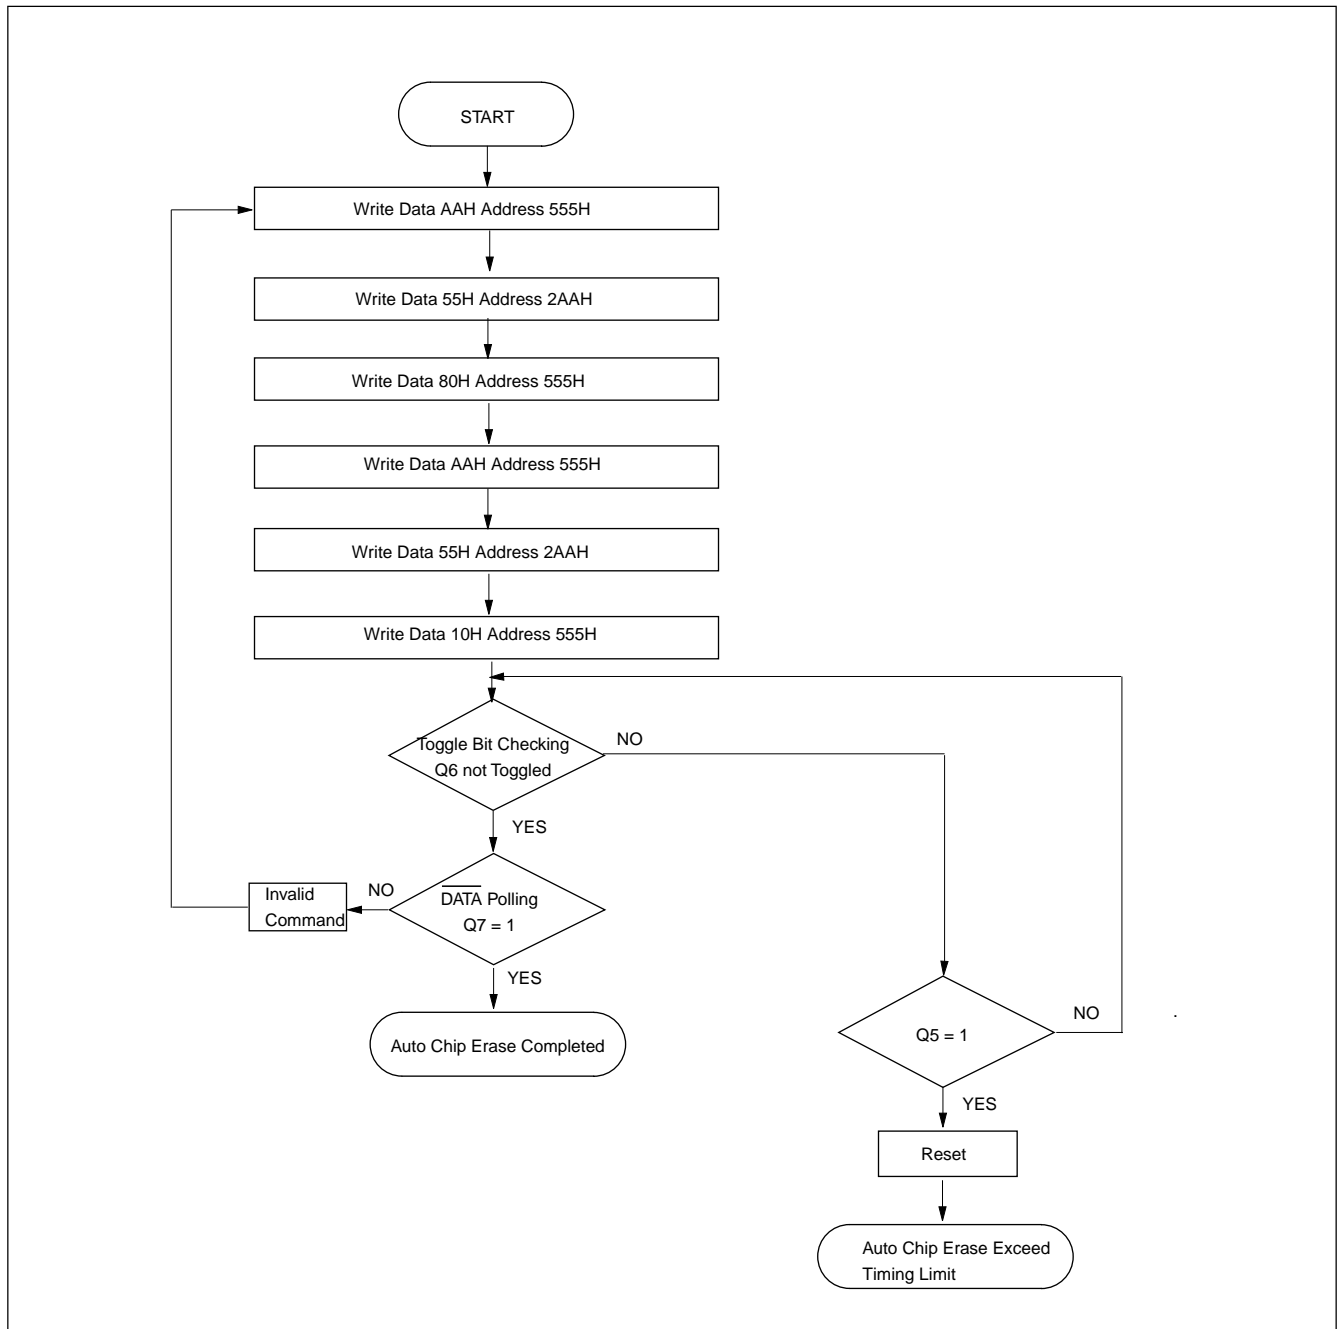 START
Write Data AAH Address 555H
Write Data 55H Address 2AAH
Write Data 80H Address 555H
Write Data AAH Address 555H
Write Data 55H Address 2AAH
Write Data 10H Address 555H
Toggle Bit Checking
Q6 not Toggled
NO
YES
Invalid
Command
NO
DATA Polling
Q7 = 1
YES
Auto Chip Erase Completed
Q5 = 1
NO
.
YES
Reset
Auto Chip Erase Exceed
Timing Limit